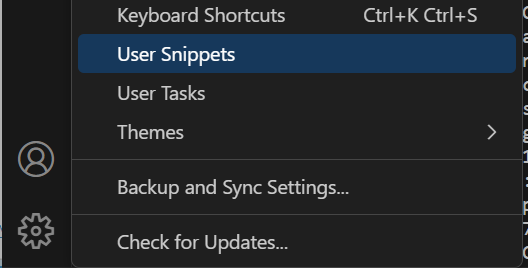 Keyboard Shortcuts Ctrl+K Ctrl+S
User Snippets
User Tasks
Themes
Backup and Sync Settings...
Check for Updates...